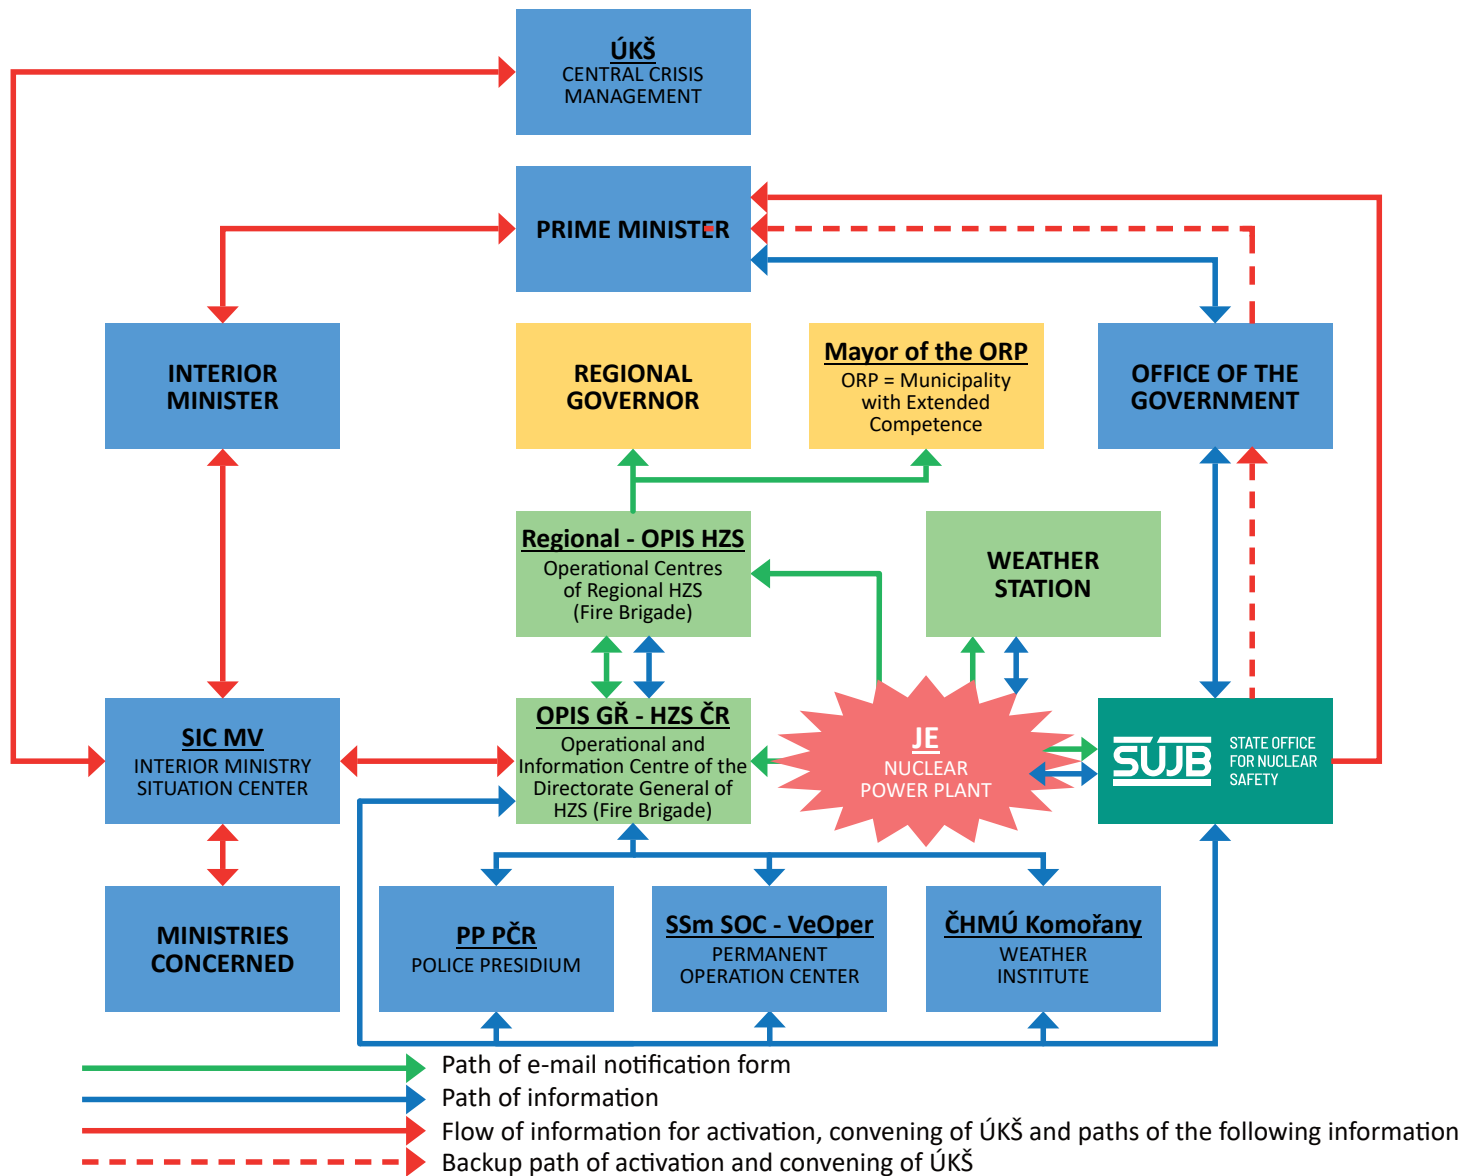 ÚKŠ
CENTRAL CRISIS
MANAGEMENT
PRIME MINISTER
INTERIOR
MINISTER
REGIONAL
GOVERNOR
Mayor of the ORP
ORP = Municipality
with Extended
Competence
OFFICE OF THE
GOVERNMENT
Regional - OPIS HZS
Operational Centres
of Regional HZS
(Fire Brigade)
WEATHER
STATION
SIC MV
INTERIOR MINISTRY
SITUATION CENTER
OPIS GŘ - HZS ČR
Operational and
Information Centre of the
Directorate General of
HZS (Fire Brigade)
JE
NUCLEAR
POWER PLANT
SÚJB
STATE OFFICE
FOR NUCLEAR
SAFETY
MINISTRIES
CONCERNED
PP PČR
POLICE PRESIDIUM
SSm SOC - VeOper
PERMANENT
OPERATION CENTER
ČHMÚ Komořany
WEATHER
INSTITUTE
Path of e-mail notification form
Path of information
Flow of information for activation, convening of ÚKŠ and paths of the following information
Backup path of activation and convening of ÚKŠ